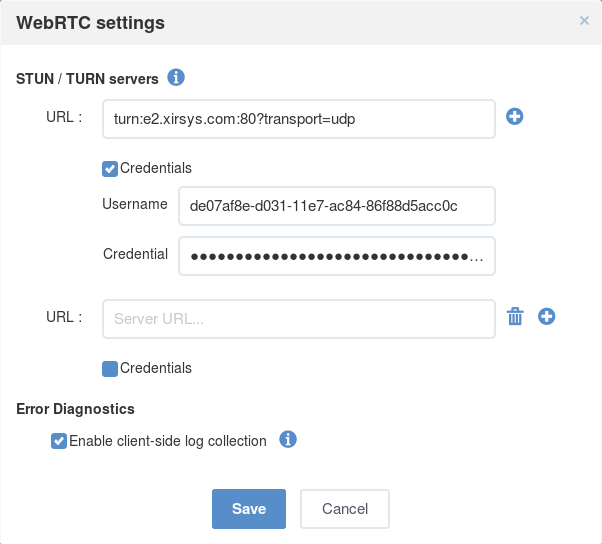 WebRTC settings
×
STUN / TURN servers
URL : turn:e2.xirsys.com:80?transport=udp
Credentials
Username de07af8e-d031-11e7-ac84-86f88d5acc0c
Credential ●●●●●●●●●●●●●●●●●●●●●●●●●●●●●●●…
URL : Server URL...
Credentials
Error Diagnostics
Enable client-side log collection
Save Cancel